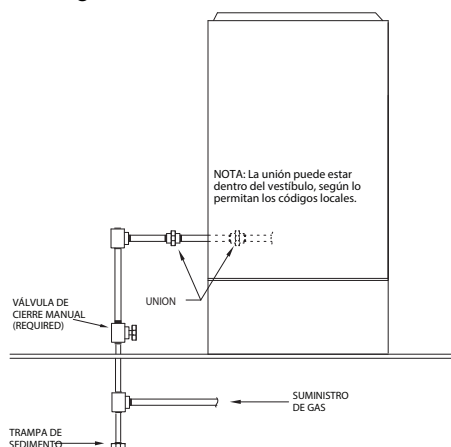 NOTA: La unión puede estar
dentro del vestíbulo, según lo
permitan los códigos locales.
UNION
VÁLVULA DE
CIERRE MANUAL
(REQUIRED)
SUMINISTRO
DE GAS
TRAMPA DE
SEDIMENTO